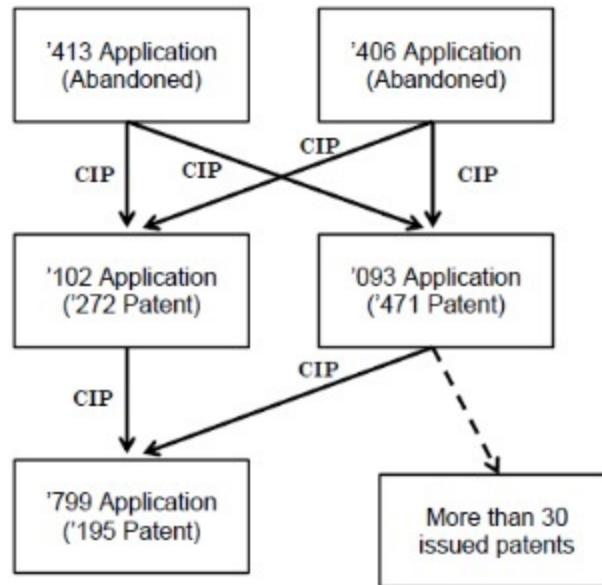 '413 Application
(Abandoned)
'406 Application
(Abandoned)
CIP
CIP
CIP
CIP
'102 Application
('272 Patent)
'093 Application
('471 Patent)
CIP
CIP
'799 Application
('195 Patent)
More than 30
issued patents